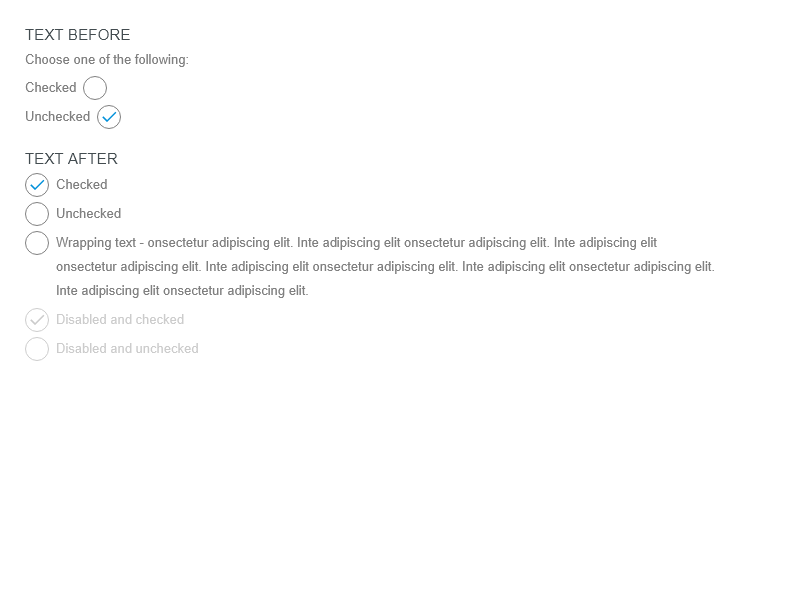 TEXT BEFORE
Choose one of the following:
Checked
Unchecked
TEXT AFTER
Checked
Unchecked
Wrapping text - onsectetur adipiscing elit. Inte adipiscing elit onsectetur adipiscing elit. Inte adipiscing elit
onsectetur adipiscing elit. Inte adipiscing elit onsectetur adipiscing elit. Inte adipiscing elit onsectetur adipiscing elit.
Inte adipiscing elit onsectetur adipiscing elit.
Disabled and checked
Disabled and unchecked